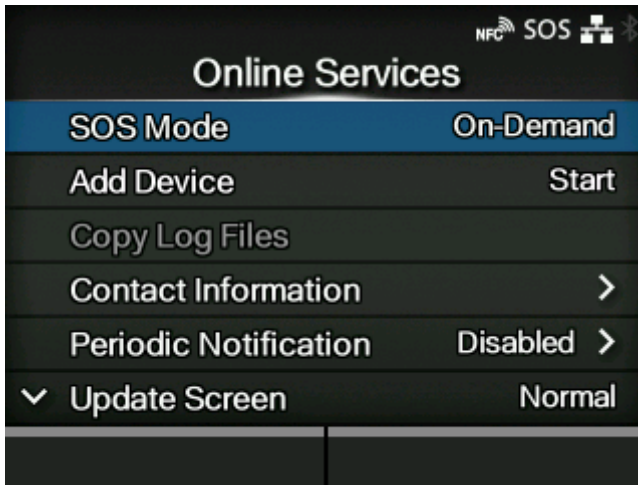 NFC SOS
Online Services
SOS Mode On-Demand
Add Device Start
Copy Log Files
Contact Information
Periodic Notification Disabled
Update Screen Normal